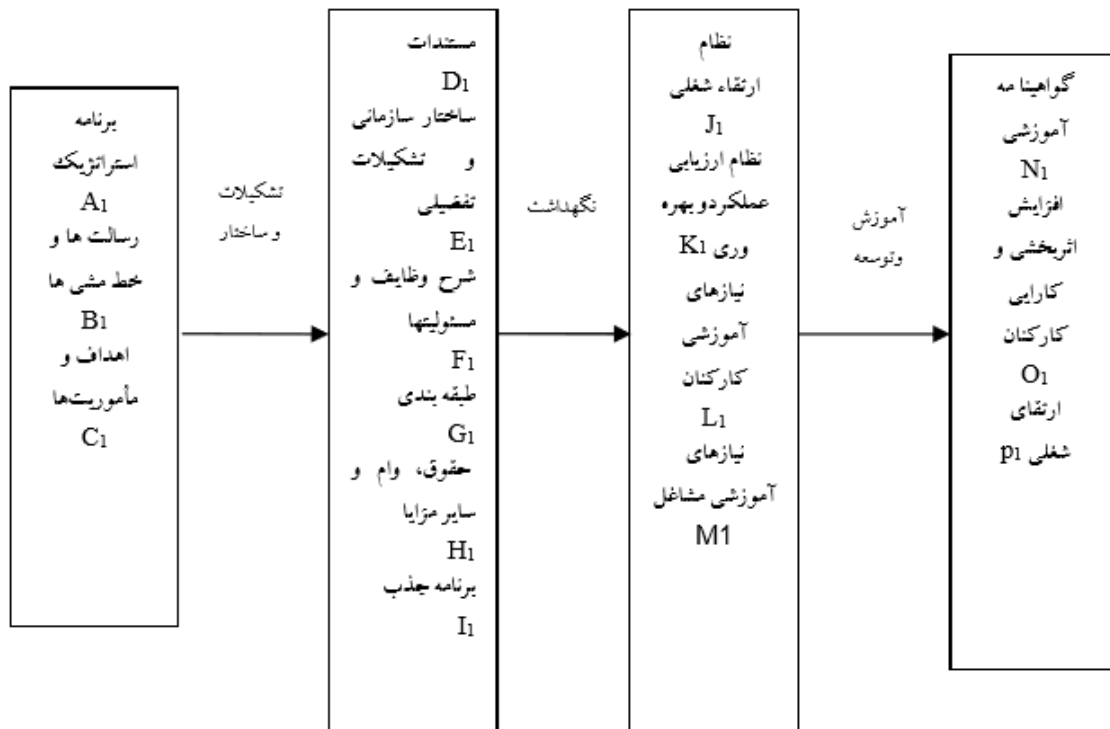 برنامه
استراتژیک
A1
رسالت ها و
خط مشی ها
B1
اهداف و
مأموریت‌ها
C1
تشکیلات
و ساختار
مستندات
D1
ساختار سازمانی
و تشکیلات
تفضیلی
E1
شرح وظایف و
مسئولیتها
F1
طبقه بندی
G1
حقوق، وام و
سایر مزایا
H1
برنامه جذب
I1
نگهداشت
نظام
ارتقاء شغلی
J1
نظام ارزیابی
عملکردو بهره
وری K1
نیازهای
آموزشی
کارکنان
L1
نیازهای
آموزشی مشاغل
M1
آموزش
وتوسعه
گواهینا مه
آموزشی
N1
افزایش
اثربخشی و
کارایی
کارکنان
O1
ارتقای
شغلی p1